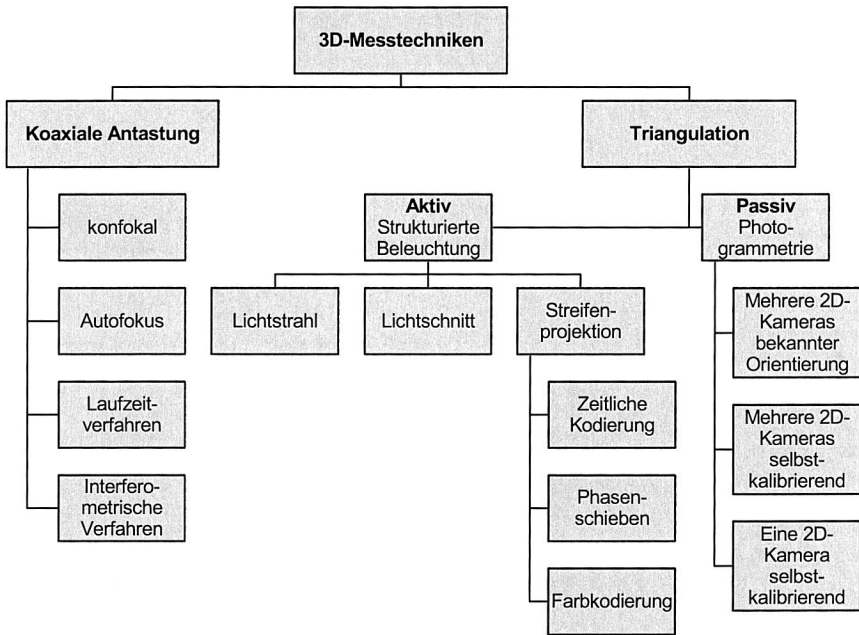 3D-Messtechniken
Koaxiale Antastung
Triangulation
konfokal
Autofokus
Laufzeit-
verfahren
Interfero-
metrische
Verfahren
Aktiv
Strukturierte
Beleuchtung
Lichtstrahl
Lichtschnitt
Streifen-
projektion
Zeitliche
Kodierung
Phasen-
schieben
Farbkodierung
Passiv
Photo-
grammetrie
Mehrere 2D-
Kameras
bekannter
Orientierung
Mehrere 2D-
Kameras
selbst-
kalibrierend
Eine 2D-
Kamera
selbst-
kalibrierend